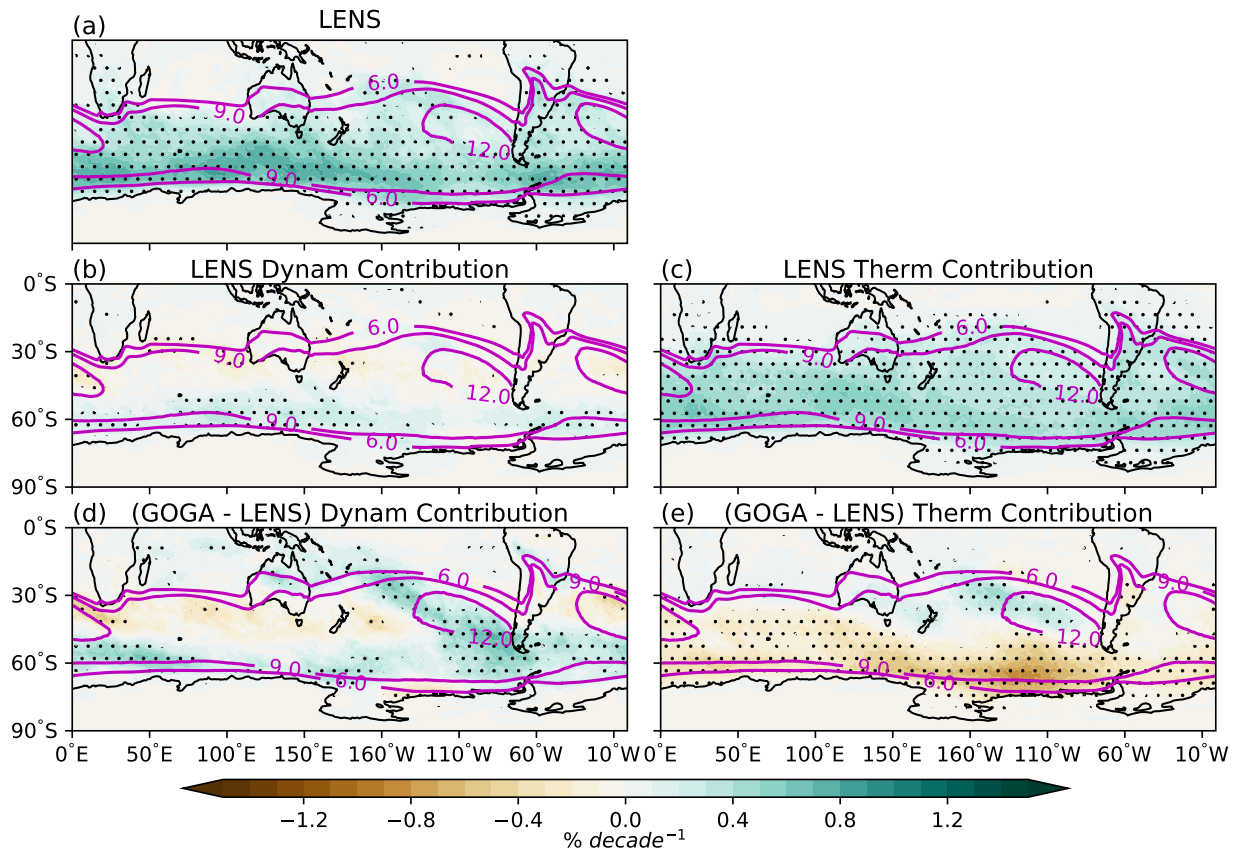 (a) LENS
6.0
9.0
12.0
9.0
6.0
(b) LENS Dynam Contribution
(c) LENS Therm Contribution
0°S
30°S
60°S
90°S
6.0
9.0
12.0
9.0
6.0
6.0
9.0
12.0
9.0
6.0
(d) (GOGA - LENS) Dynam Contribution
(e) (GOGA - LENS) Therm Contribution
0°S
30°S
60°S
90°S
6.0
12.0
9.0
6.0
6.0
9.0
12.0
9.0
6.0
0°E 50°E 100°E 160°W 110°W 60°W 10°W
0°E 50°E 100°E 160°W 110°W 60°W 10°W
−1.2 −0.8 −0.4 0.0 0.4 0.8 1.2
% decade⁻¹